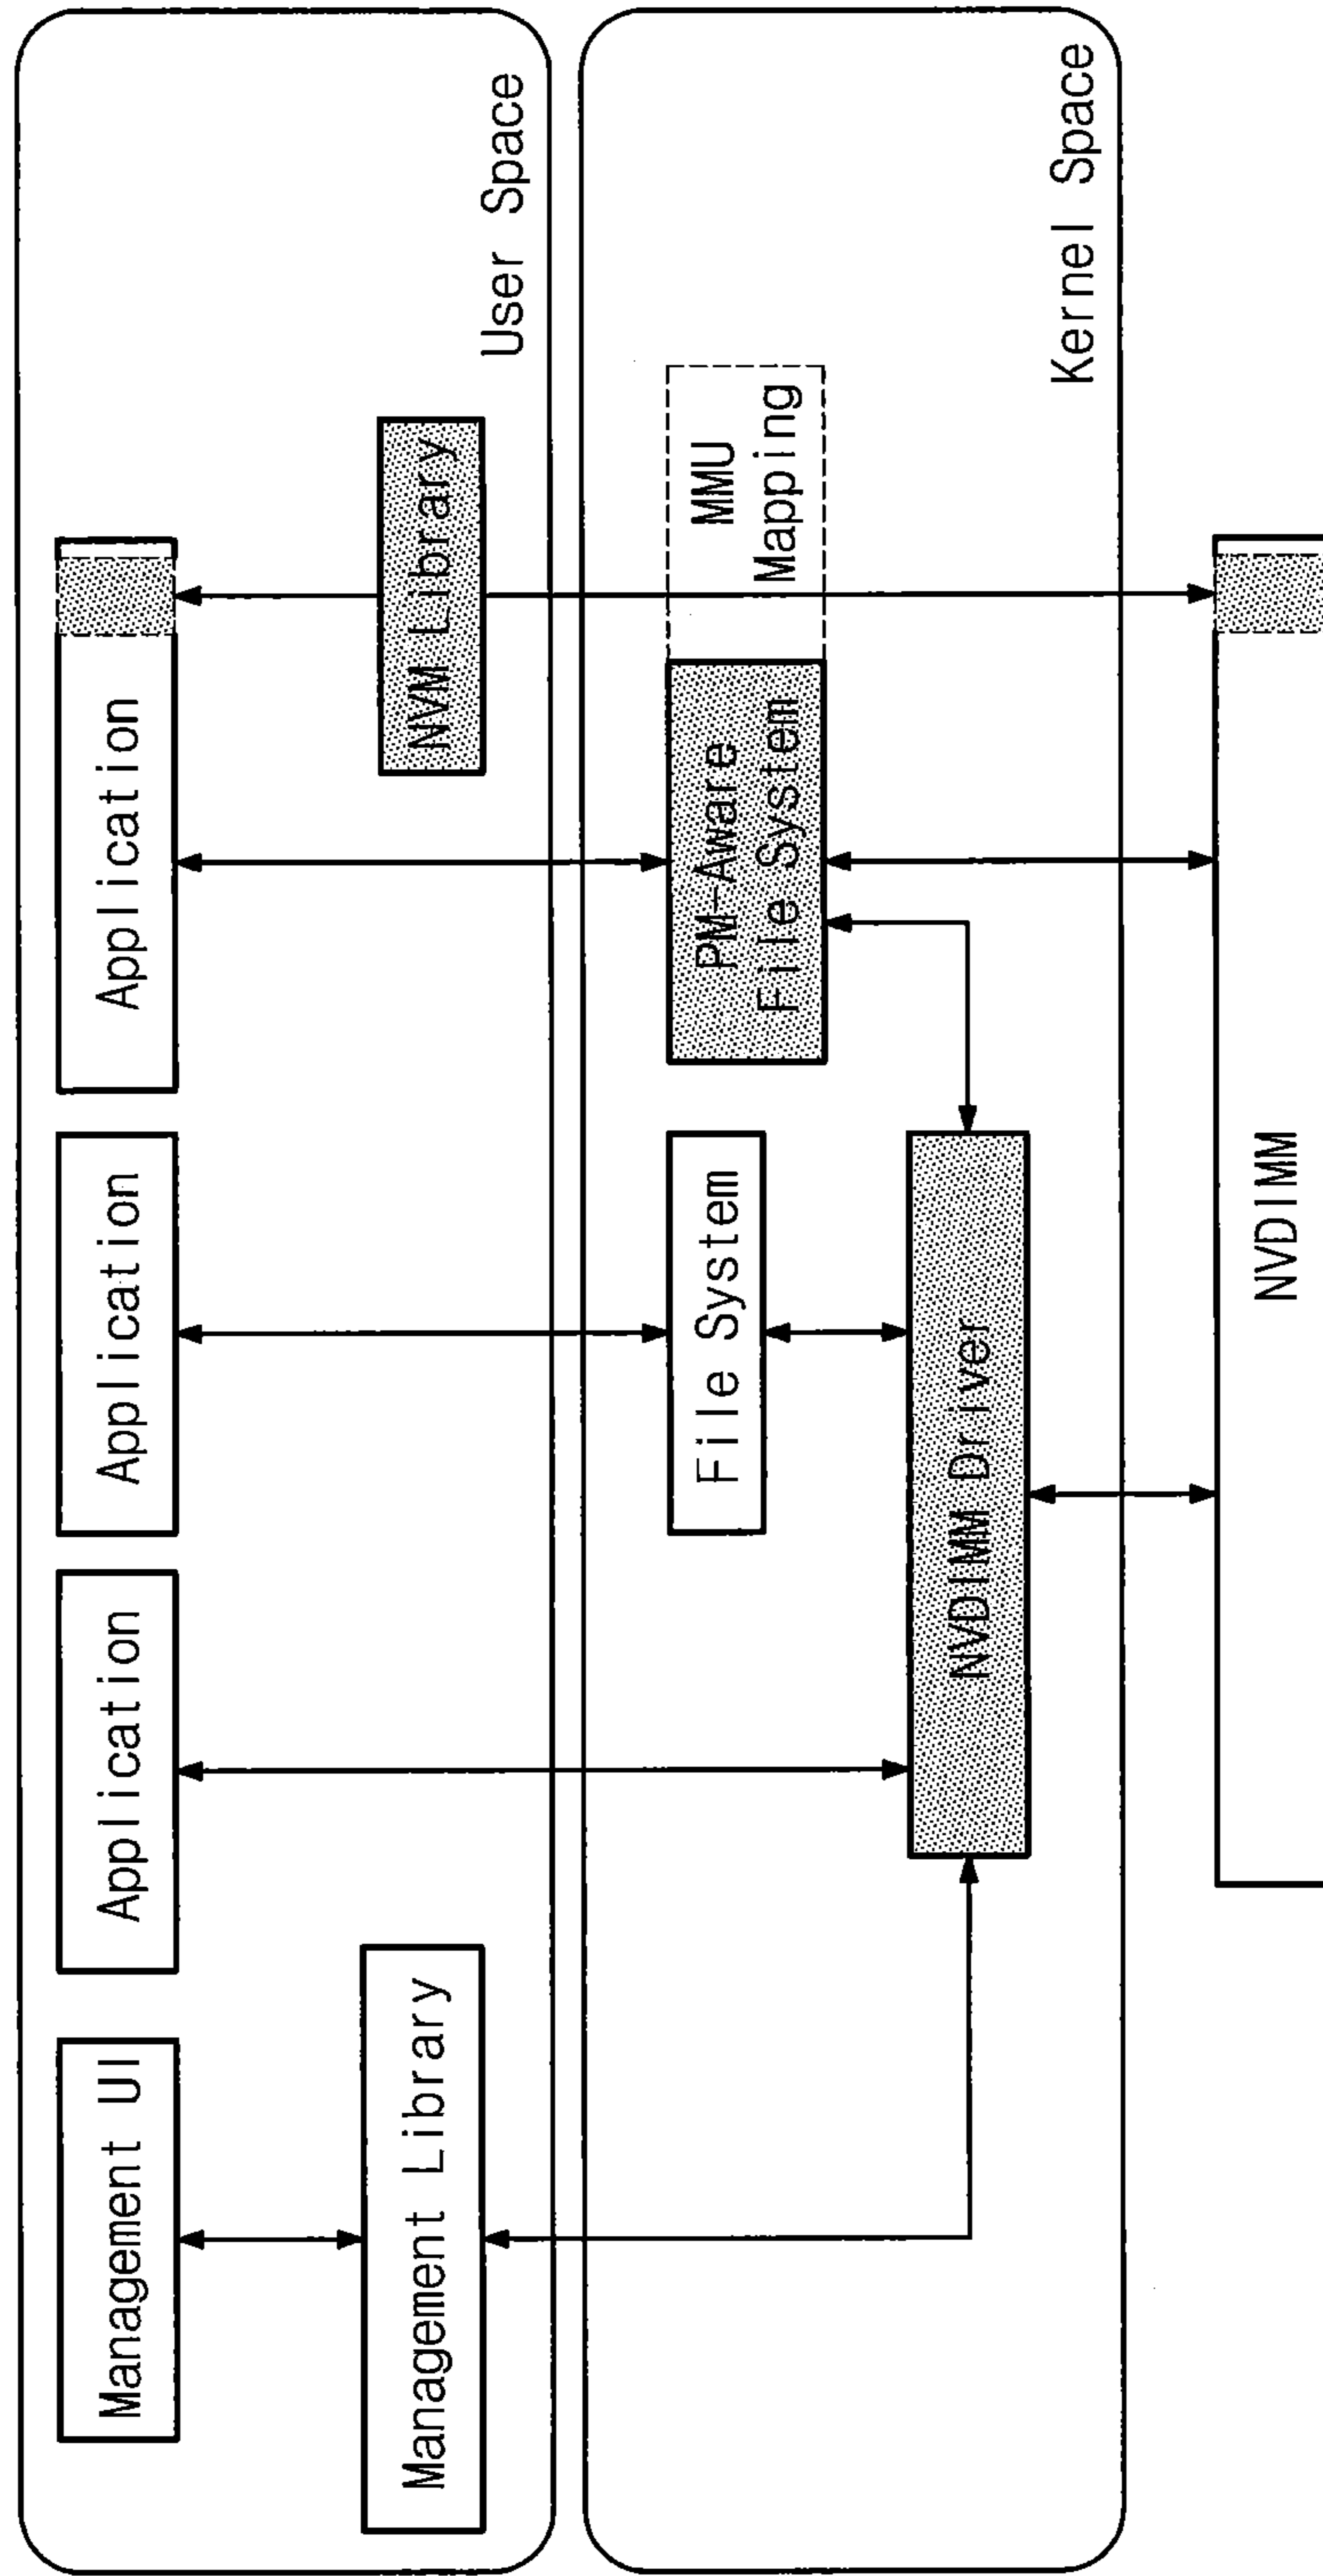 Management UI
Application
Application
Application
Management Library
NVM Library
User Space
File System
PM-Aware
File System
MMU
Mapping
NVDIMM Driver
Kernel Space
NVDIMM